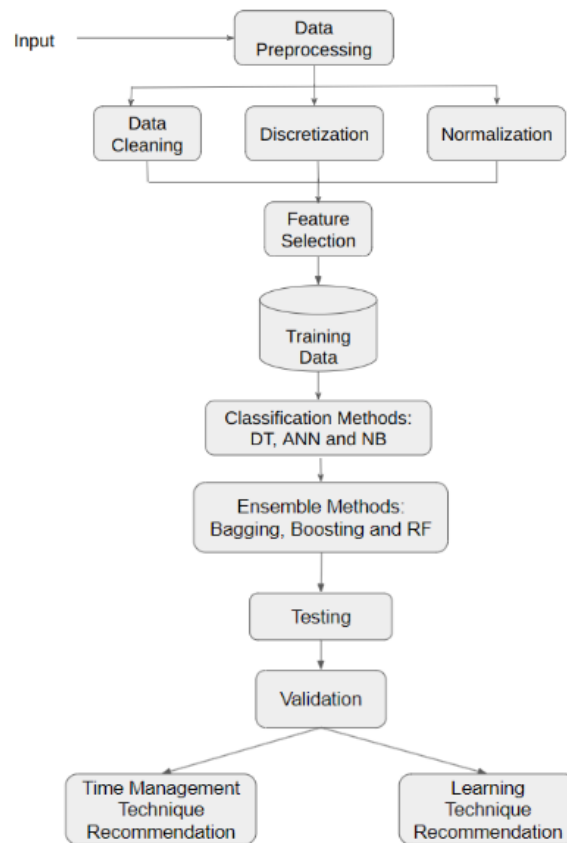 Input
Data
Preprocessing
Data
Cleaning
Discretization
Normalization
Feature
Selection
Training
Data
Classification Methods:
DT, ANN and NB
Ensemble Methods:
Bagging, Boosting and RF
Testing
Validation
Time Management
Technique
Recommendation
Learning
Technique
Recommendation